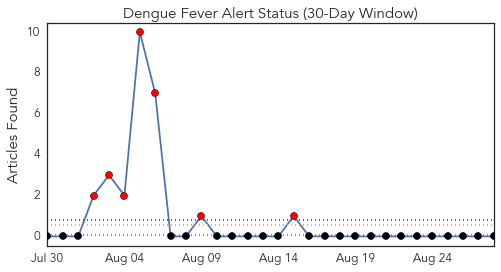 Dengue Fever Alert Status (30-Day Window)
Articles Found
10
8
6
4
2
0
Jul 30
Aug 04
Aug 09
Aug 14
Aug 19
Aug 24